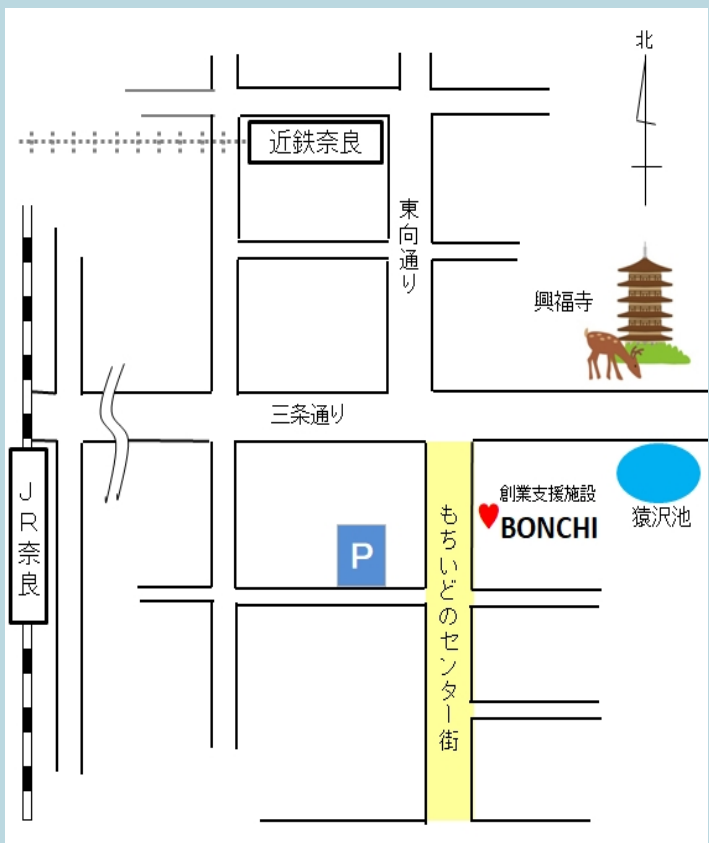 北
近鉄奈良
東向通り
興福寺
三条通り
JR奈良
創業支援施設
BONCHI
猿沢池
P
もちいどのセンター街